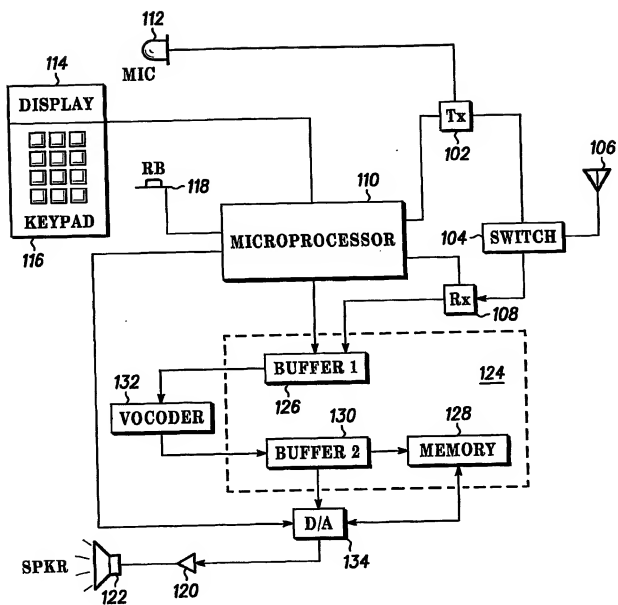 112
MIC
114
DISPLAY
KEYPAD
116
RB
118
Tx
102
106
110
MICROPROCESSOR
104
SWITCH
Rx
108
BUFFER 1
126
124
132
VOCODER
130
BUFFER 2
128
MEMORY
D/A
134
SPKR
122
120